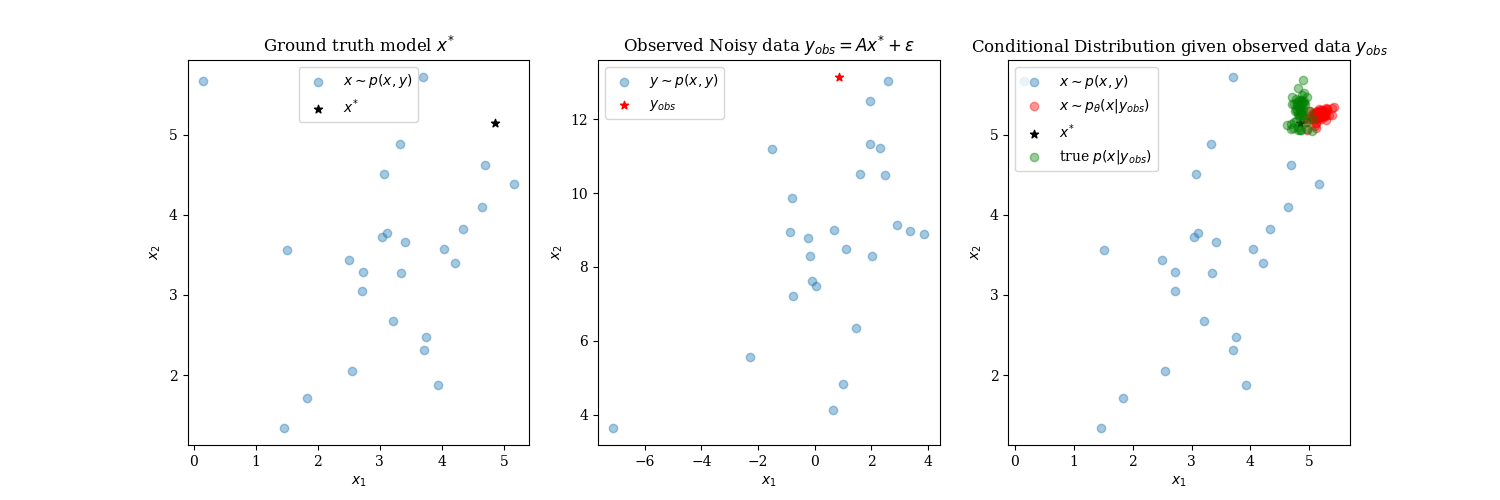 Ground truth model $x^*$
$x \sim p(x, y)$
$x^*$
5
4
3
2
0 1 2 3 4 5
$x_1$
$x_2$
Observed Noisy data $y_{obs} = Ax^* + \varepsilon$
$y \sim p(x, y)$
$y_{obs}$
12
10
8
6
4
−6 −4 −2 0 2 4
$x_1$
$x_2$
Conditional Distribution given observed data $y_{obs}$
$x \sim p(x, y)$
$x \sim p_\theta(x|y_{obs})$
$x^*$
true $p(x|y_{obs})$
5
4
3
2
0 1 2 3 4 5
$x_1$
$x_2$